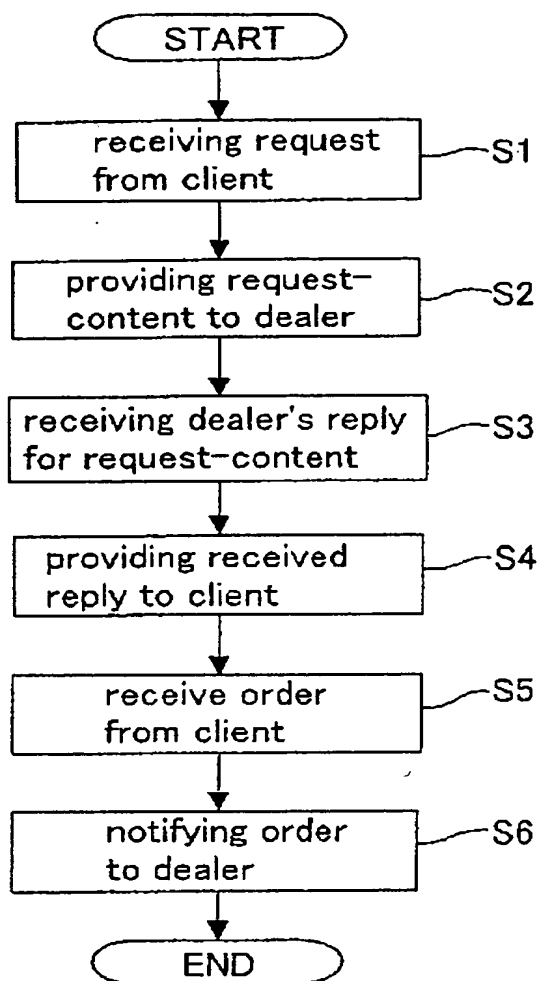 START
receiving request
from client
S1
providing request-
content to dealer
S2
receiving dealer's reply
for request-content
S3
providing received
reply to client
S4
receive order
from client
S5
notifying order
to dealer
S6
END